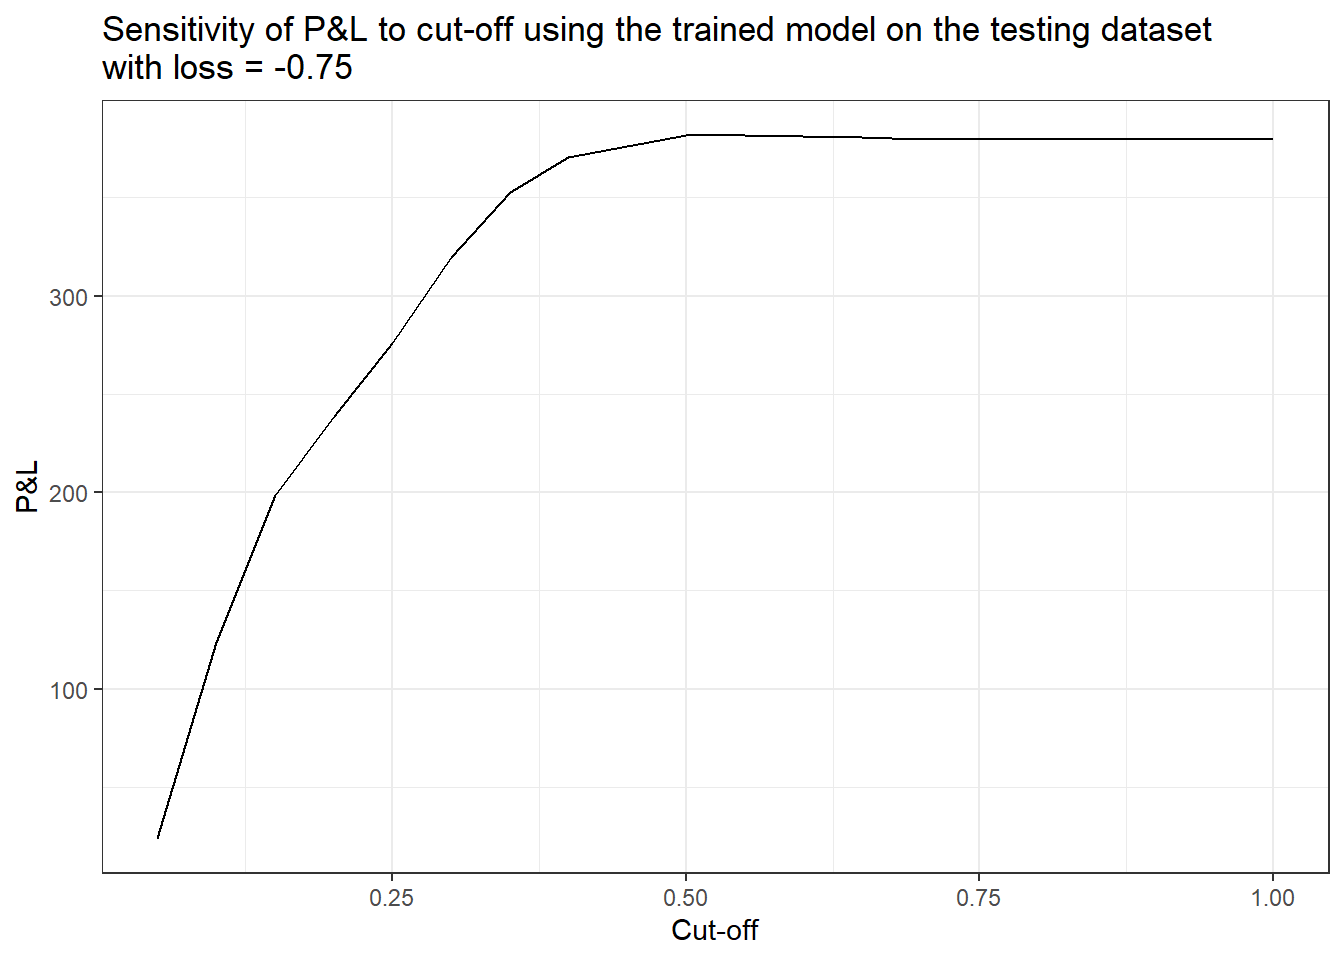 Sensitivity of P&L to cut-off using the trained model on the testing dataset
with loss = -0.75
300
200
100
P&L
0.25 0.50 0.75 1.00
Cut-off